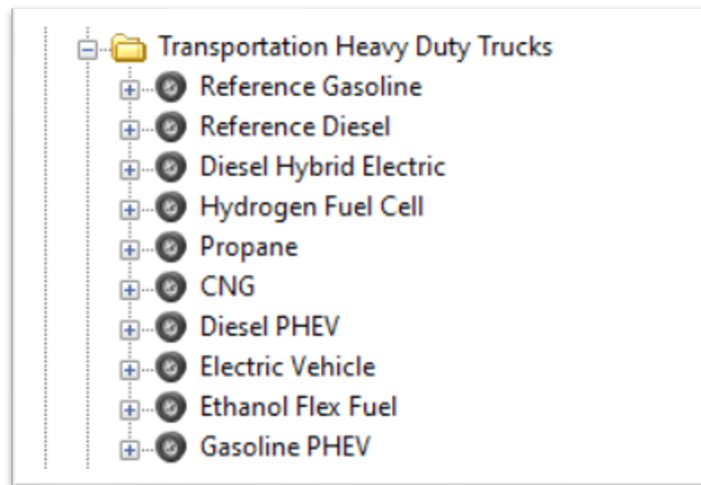 Transportation Heavy Duty Trucks
Reference Gasoline
Reference Diesel
Diesel Hybrid Electric
Hydrogen Fuel Cell
Propane
CNG
Diesel PHEV
Electric Vehicle
Ethanol Flex Fuel
Gasoline PHEV